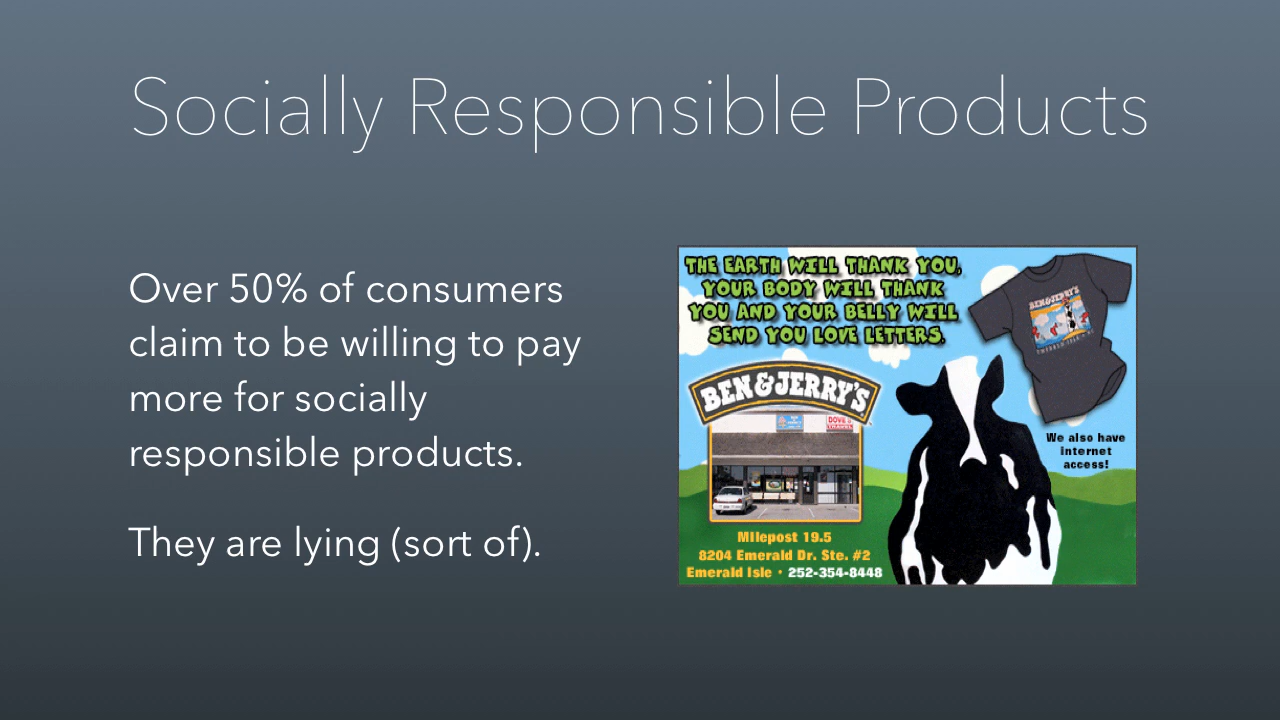 Socially Responsible Products
Over 50% of consumers
claim to be willing to pay
more for socially
responsible products.
They are lying (sort of).
THE EARTH WILL THANK YOU,
YOUR BODY WILL THANK
YOU AND YOUR BELLY WILL
SEND YOU LOVE LETTERS.
BEN & JERRY'S
BEN & JERRY'S
We also have
internet
access!
Milepost 19.5
8204 Emerald Dr. Ste. #2
Emerald Isle • 252-354-8448